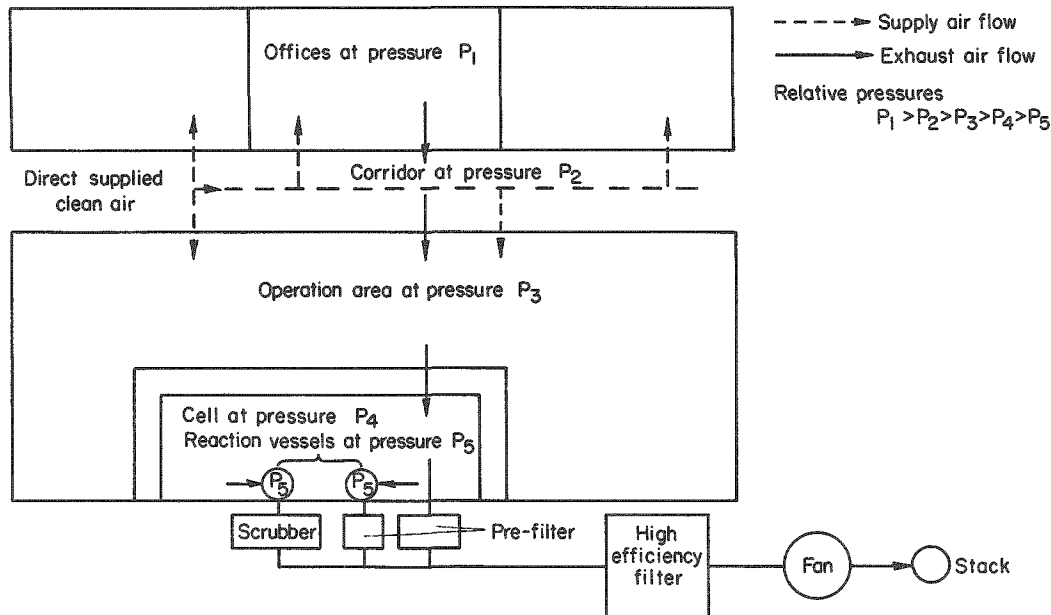 Offices at pressure P1
Supply air flow
Exhaust air flow
Relative pressures
P1 >P2>P3>P4>P5
Direct supplied
clean air
Corridor at pressure P2
Operation area at pressure P3
Cell at pressure P4
Reaction vessels at pressure P5
P5
P5
Scrubber
Pre-filter
High
efficiency
filter
Fan
Stack